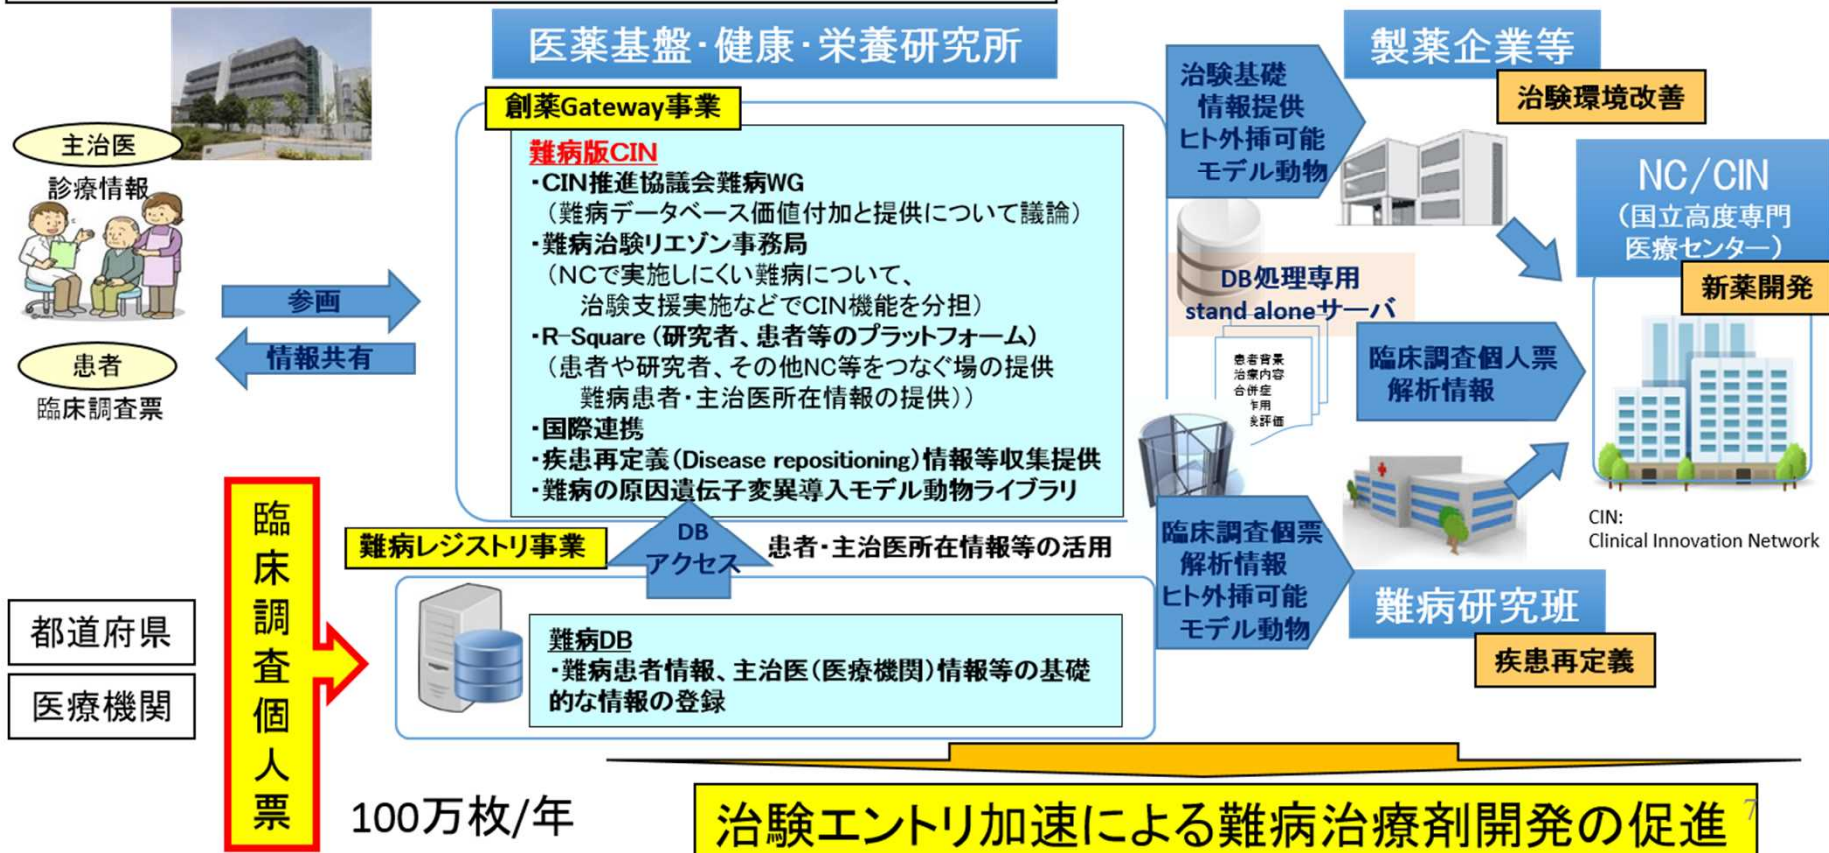 医薬基盤・健康・栄養研究所
創薬Gateway事業
難病版CIN
・CIN推進協議会難病WG
（難病データベース価値付加と提供について議論）
・難病治験リエゾン事務局
（NCで実施しにくい難病について、
治験支援実施などでCIN機能を分担）
・R-Square（研究者、患者等のプラットフォーム）
（患者や研究者、その他NC等をつなぐ場の提供
難病患者・主治医所在情報の提供））
・国際連携
・疾患再定義（Disease repositioning）情報等収集提供
・難病の原因遺伝子変異導入モデル動物ライブラリ
主治医
診療情報
患者
臨床調査票
参画
情報共有
難病レジストリ事業
DB
アクセス
患者・主治医所在情報等の活用
難病DB
・難病患者情報、主治医（医療機関）情報等の基礎
的な情報の登録
都道府県
医療機関
臨床調査個人票
100万枚/年
治験基礎
情報提供
ヒト外挿可能
モデル動物
製薬企業等
治験環境改善
DB処理専用
stand aloneサーバ
患者背景
治療内容
合併症
作用
評価
臨床調査個人票
解析情報
NC/CIN
（国立高度専門
医療センター）
新薬開発
CIN:
Clinical Innovation Network
臨床調査個票
解析情報
ヒト外挿可能
モデル動物
難病研究班
疾患再定義
治験エントリ加速による難病治療剤開発の促進
7